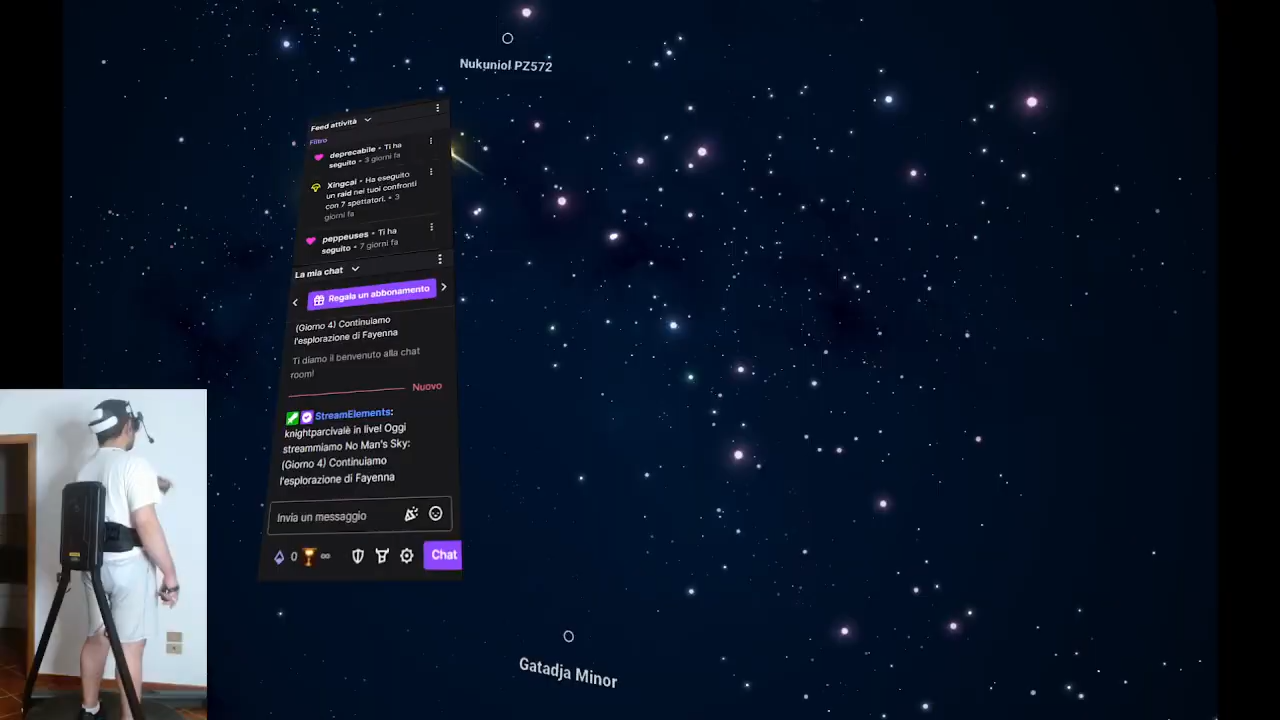 Nukuniol PZ572
Feed attività
Filtro
deprecabile • Ti ha
seguito • 3 giorni fa
Xingcai • Ha eseguito
un raid nei tuoi confronti
con 7 spettatori. • 3
giorni fa
peppeuses • Ti ha
seguito • 7 giorni fa
La mia chat
Regala un abbonamento
(Giorno 4) Continuiamo
l'esplorazione di Fayenna
Ti diamo il benvenuto alla chat
room!
Nuovo
StreamElements:
knightparcivalè in live! Oggi
streammiamo No Man's Sky:
(Giorno 4) Continuiamo
l'esplorazione di Fayenna
Invia un messaggio
0 ∞ Chat
Gatadja Minor